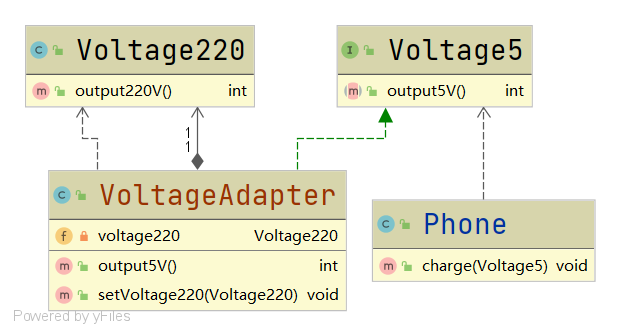 C Voltage220
m output220V() int
I Voltage5
m output5V() int
1
1
C VoltageAdapter
f voltage220 Voltage220
m output5V() int
m setVoltage220(Voltage220) void
C Phone
m charge(Voltage5) void
Powered by yFiles